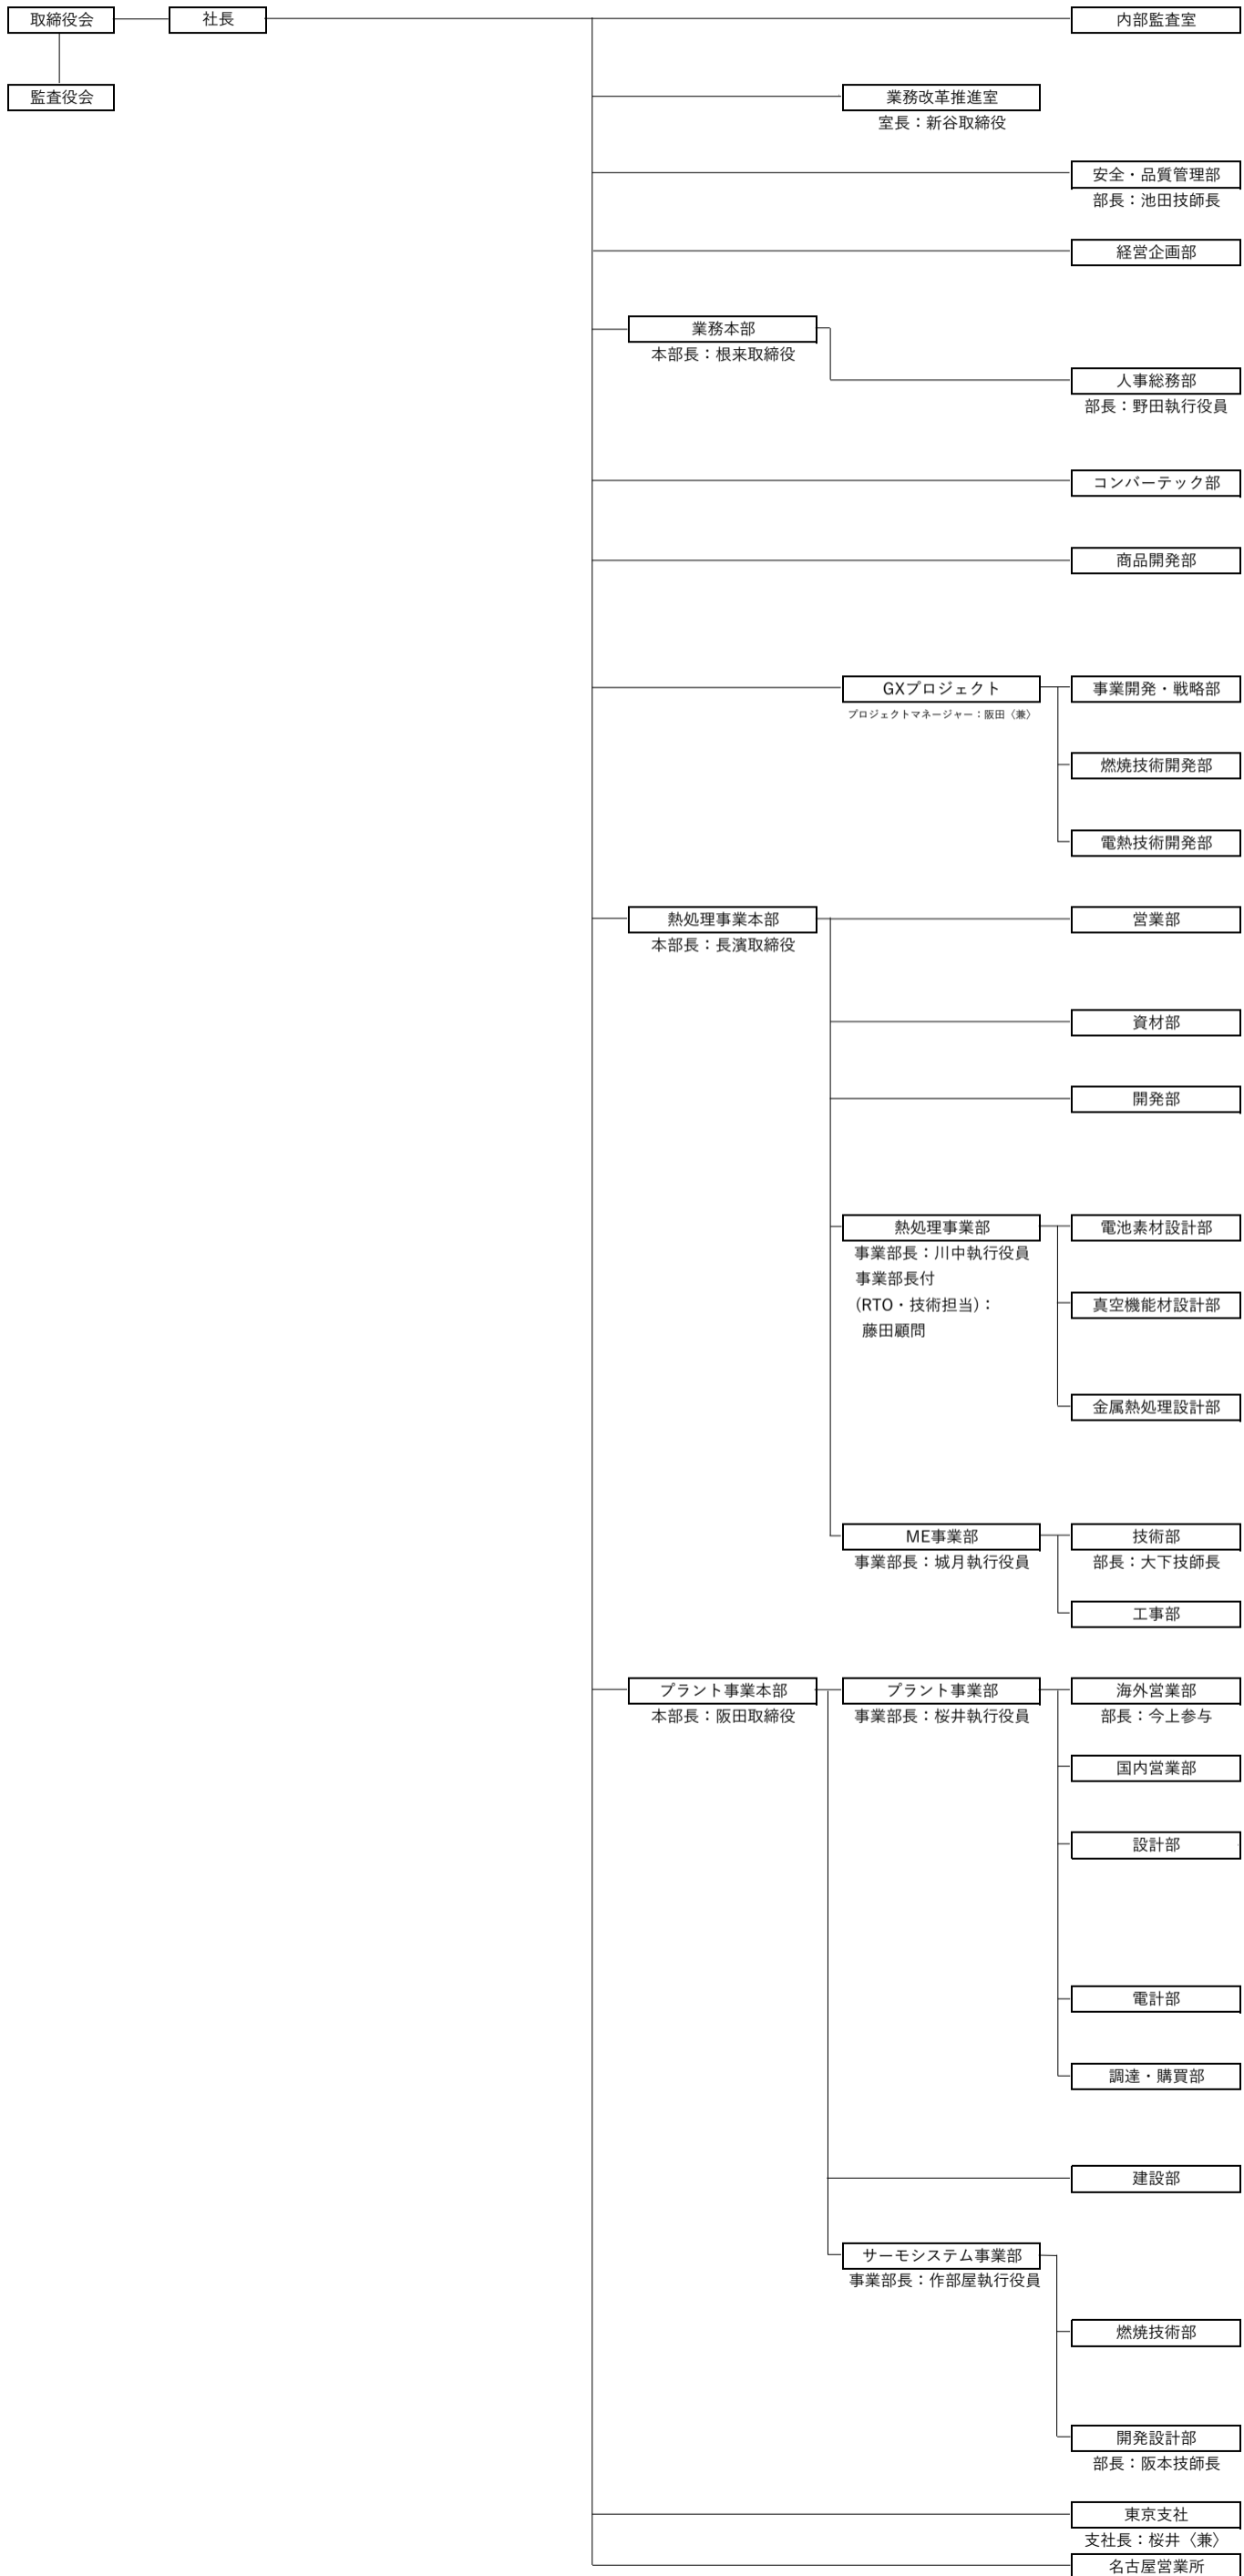 取締役会
社長
内部監査室
監査役会
業務改革推進室
室長：新谷取締役
安全・品質管理部
部長：池田技師長
経営企画部
業務本部
本部長：根来取締役
人事総務部
部長：野田執行役員
コンバーテック部
商品開発部
GXプロジェクト
プロジェクトマネージャー：阪田〈兼〉
事業開発・戦略部
燃焼技術開発部
電熱技術開発部
熱処理事業本部
本部長：長濱取締役
営業部
資材部
開発部
熱処理事業部
事業部長：川中執行役員
事業部長付
(RTO・技術担当)：
藤田顧問
電池素材設計部
真空機能材設計部
金属熱処理設計部
ME事業部
事業部長：城月執行役員
技術部
部長：大下技師長
工事部
プラント事業本部
本部長：阪田取締役
プラント事業部
事業部長：桜井執行役員
海外営業部
部長：今上参与
国内営業部
設計部
電計部
調達・購買部
建設部
サーモシステム事業部
事業部長：作部屋執行役員
燃焼技術部
開発設計部
部長：阪本技師長
東京支社
支社長：桜井〈兼〉
名古屋営業所